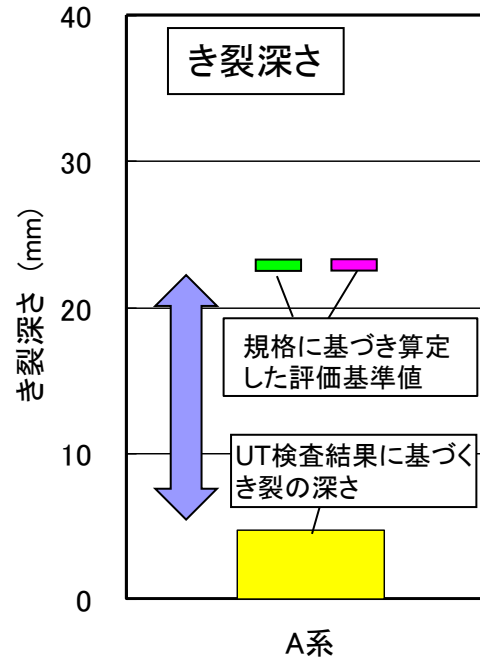 き裂深さ
き裂深さ (mm)
40
30
20
10
0
規格に基づき算定
した評価基準値
UT検査結果に基づく
き裂の深さ
A系